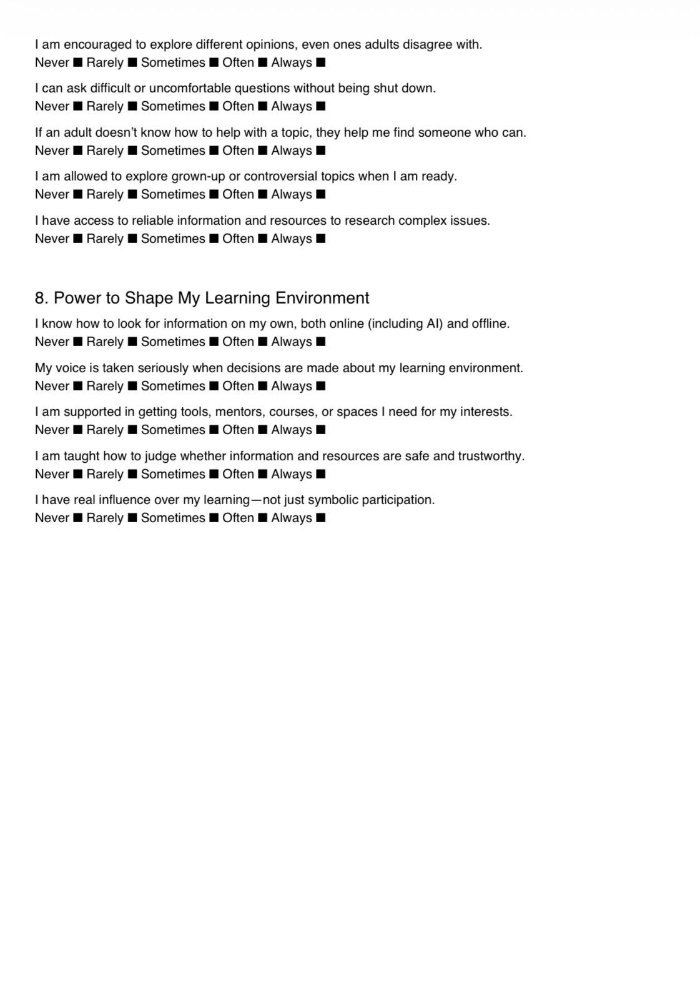 I am encouraged to explore different opinions, even ones adults disagree with.
Never ■ Rarely ■ Sometimes ■ Often ■ Always ■
I can ask difficult or uncomfortable questions without being shut down.
Never ■ Rarely ■ Sometimes ■ Often ■ Always ■
If an adult doesn’t know how to help with a topic, they help me find someone who can.
Never ■ Rarely ■ Sometimes ■ Often ■ Always ■
I am allowed to explore grown-up or controversial topics when I am ready.
Never ■ Rarely ■ Sometimes ■ Often ■ Always ■
I have access to reliable information and resources to research complex issues.
Never ■ Rarely ■ Sometimes ■ Often ■ Always ■
8. Power to Shape My Learning Environment
I know how to look for information on my own, both online (including AI) and offline.
Never ■ Rarely ■ Sometimes ■ Often ■ Always ■
My voice is taken seriously when decisions are made about my learning environment.
Never ■ Rarely ■ Sometimes ■ Often ■ Always ■
I am supported in getting tools, mentors, courses, or spaces I need for my interests.
Never ■ Rarely ■ Sometimes ■ Often ■ Always ■
I am taught how to judge whether information and resources are safe and trustworthy.
Never ■ Rarely ■ Sometimes ■ Often ■ Always ■
I have real influence over my learning—not just symbolic participation.
Never ■ Rarely ■ Sometimes ■ Often ■ Always ■